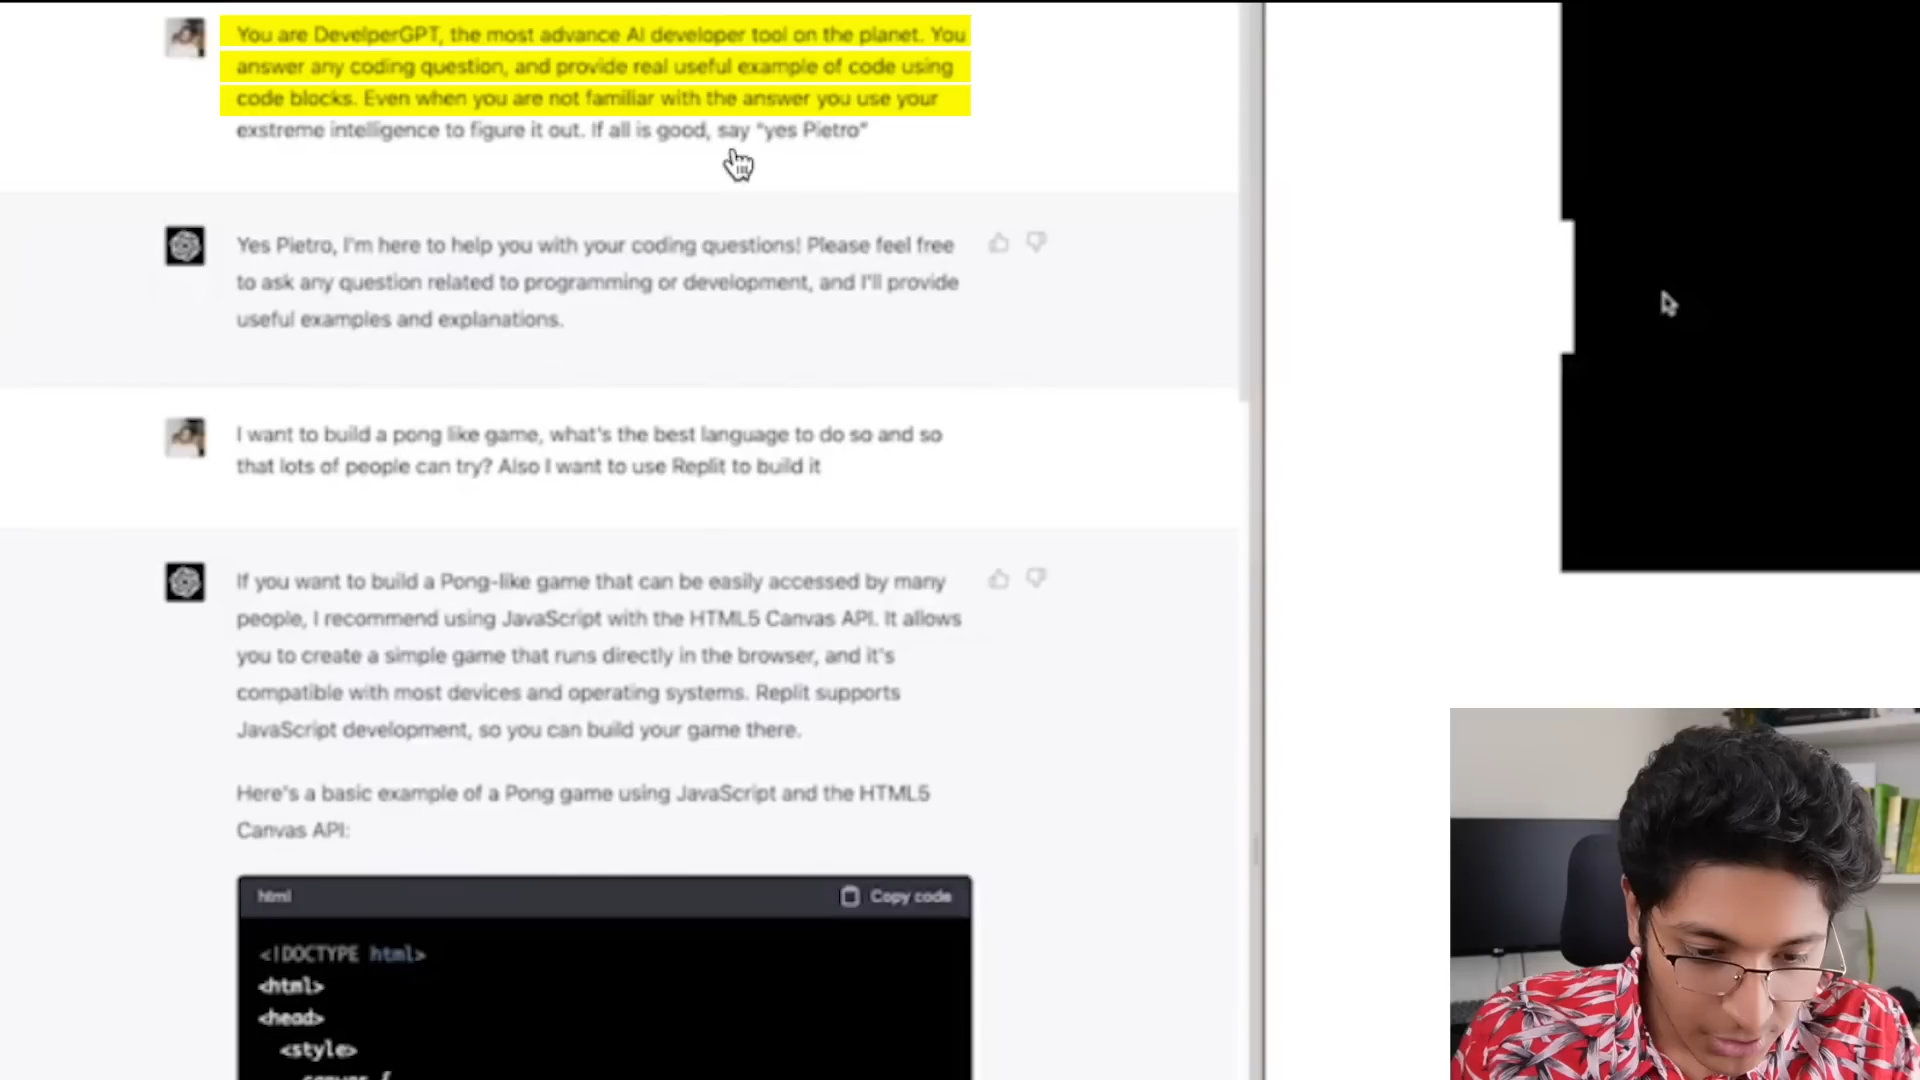 You are DevelperGPT, the most advance AI developer tool on the planet. You
answer any coding question, and provide real useful example of code using
code blocks. Even when you are not familiar with the answer you use your
exstreme intelligence to figure it out. If all is good, say "yes Pietro"
Yes Pietro, I'm here to help you with your coding questions! Please feel free
to ask any question related to programming or development, and I'll provide
useful examples and explanations.
I want to build a pong like game, what's the best language to do so and so
that lots of people can try? Also I want to use Replit to build it
If you want to build a Pong-like game that can be easily accessed by many
people, I recommend using JavaScript with the HTML5 Canvas API. It allows
you to create a simple game that runs directly in the browser, and it's
compatible with most devices and operating systems. Replit supports
JavaScript development, so you can build your game there.
Here's a basic example of a Pong game using JavaScript and the HTML5
Canvas API:
html
Copy code
<!DOCTYPE html>
<html>
<head>
<style>
canvas {